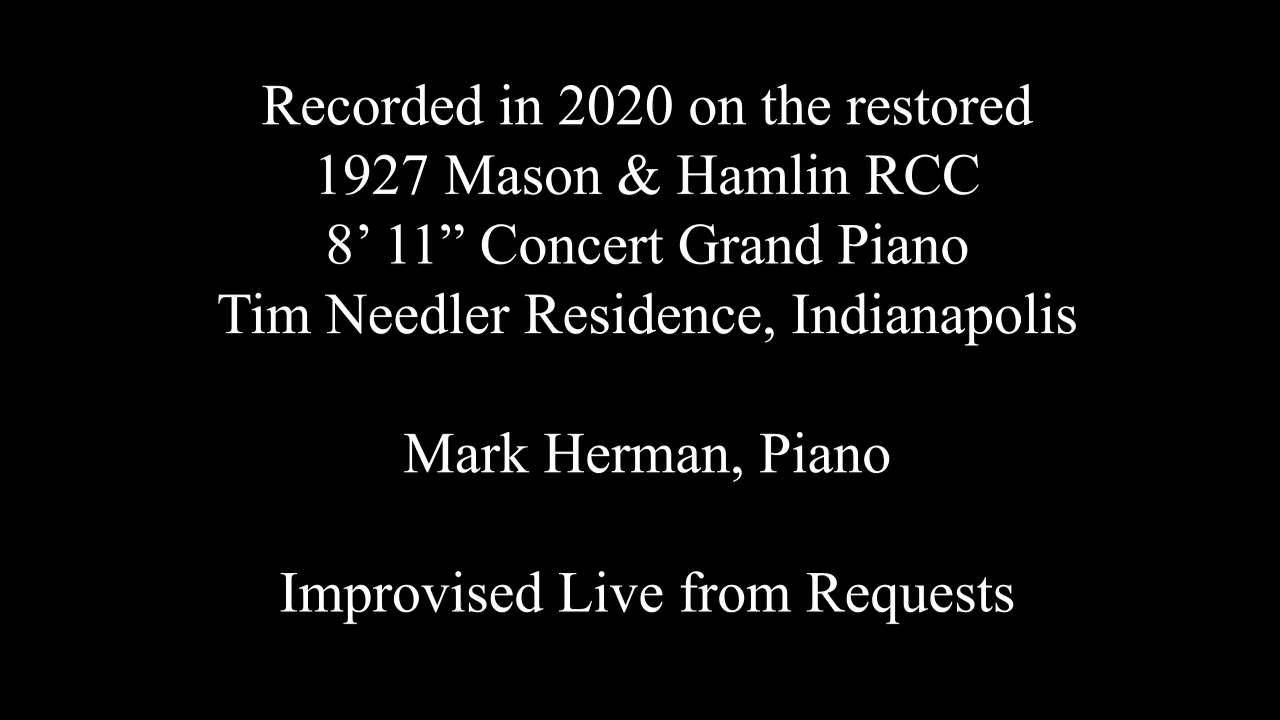 Recorded in 2020 on the restored
1927 Mason & Hamlin RCC
8’ 11” Concert Grand Piano
Tim Needler Residence, Indianapolis
Mark Herman, Piano
Improvised Live from Requests